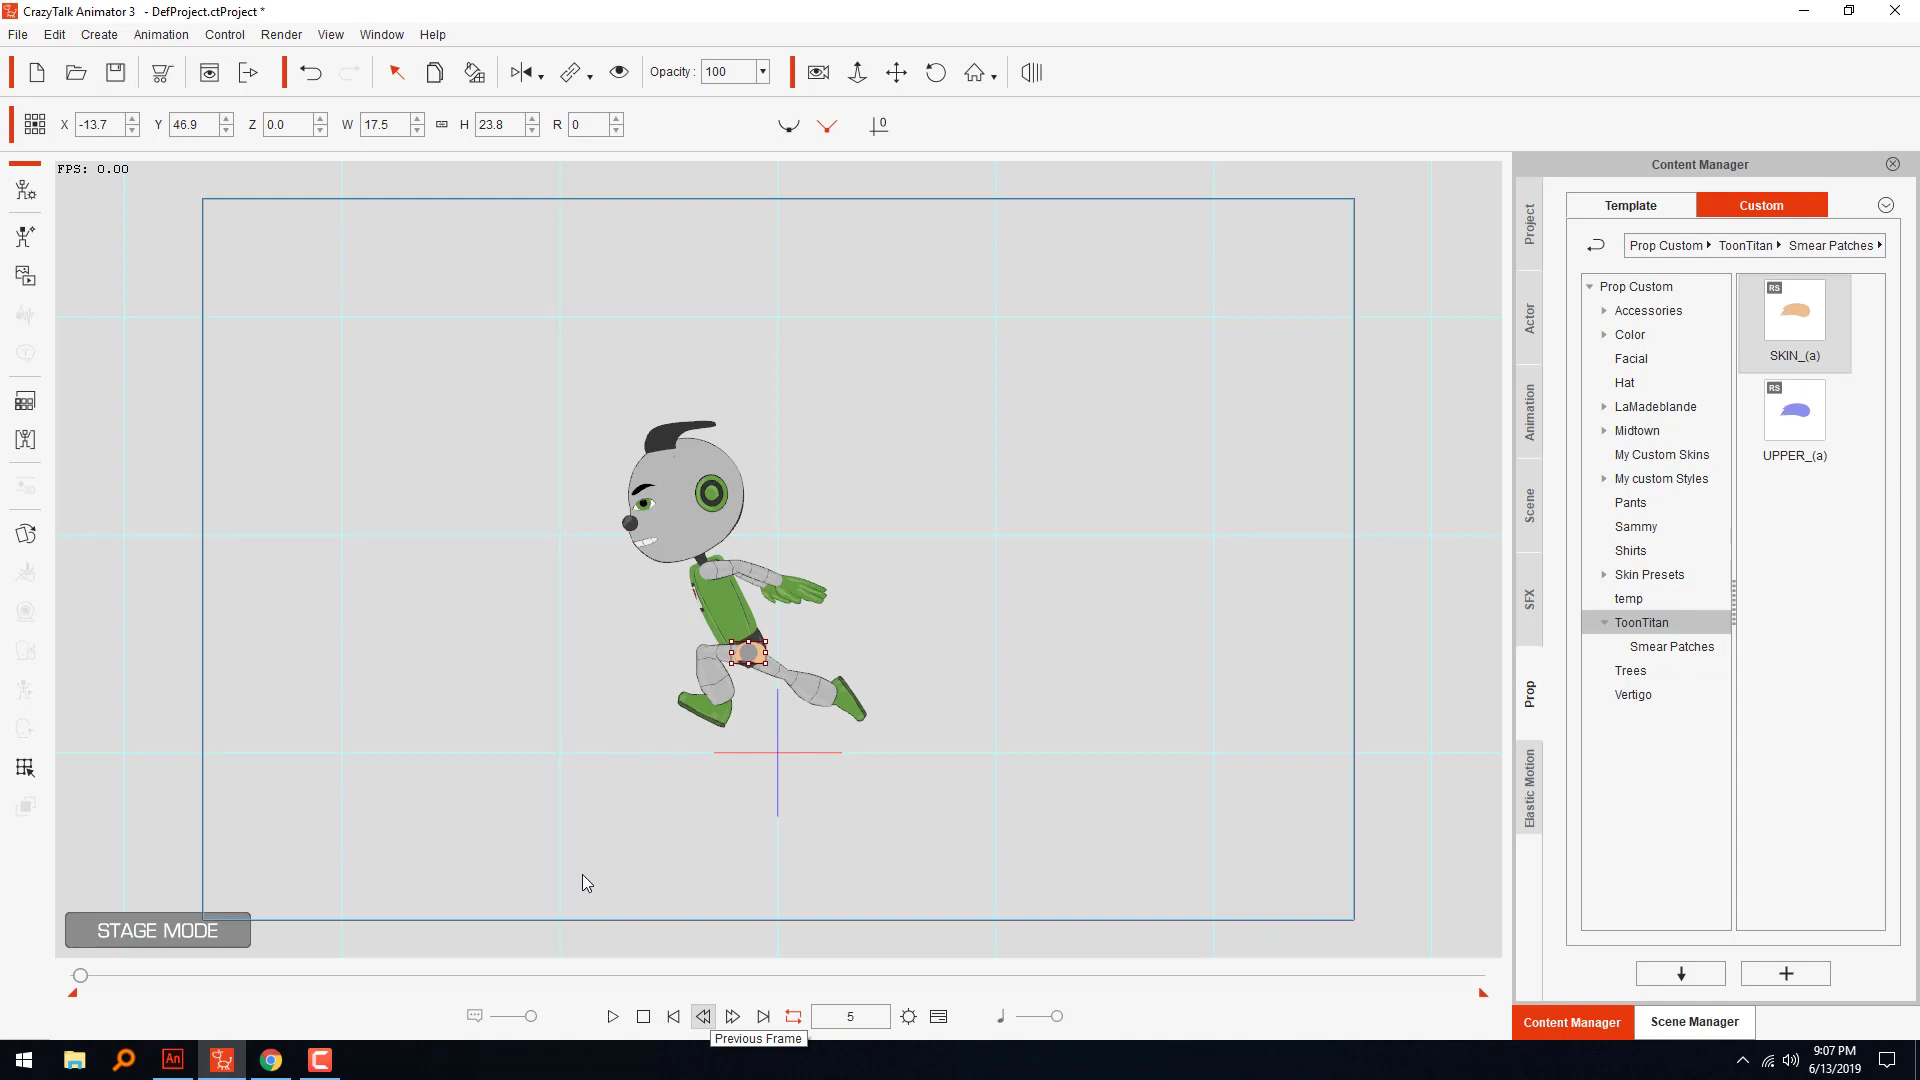 CrazyTalk Animator 3 - DefProject.ctProject *
File Edit Create Animation Control Render View Window Help
Opacity : 100
X -13.7 Y 46.9 Z 0.0 W 17.5 H 23.8 R 0
0
FPS: 0.00
STAGE MODE
5
Previous Frame
Content Manager
Project
Actor
Animation
Scene
SFX
Prop
Elastic Motion
Template Custom
Prop Custom ToonTitan Smear Patches
Prop Custom
Accessories
Color
Facial
Hat
LaMadeblande
Midtown
My Custom Skins
My custom Styles
Pants
Sammy
Shirts
Skin Presets
temp
ToonTitan
Smear Patches
Trees
Vertigo
RS
SKIN_(a)
RS
UPPER_(a)
Content Manager Scene Manager
An
9:07 PM
6/13/2019